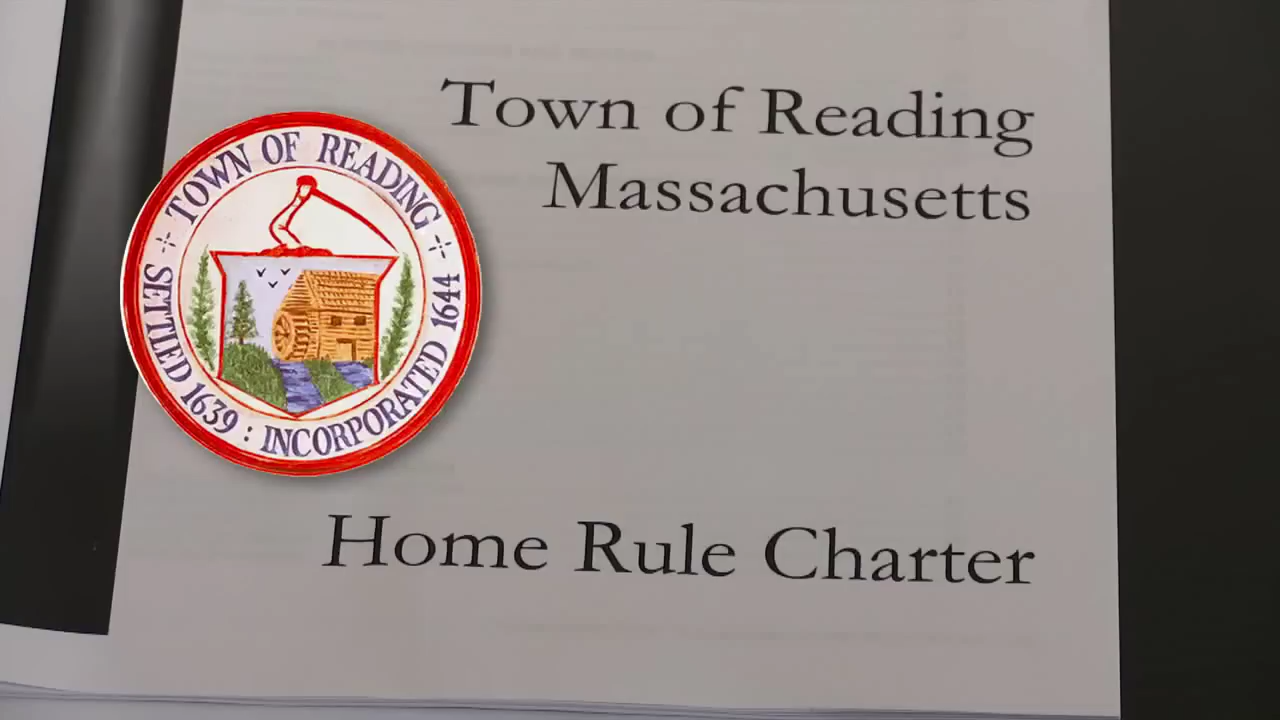 Town of Reading
Massachusetts
TOWN OF READING
SETTLED 1639 : INCORPORATED 1644
Home Rule Charter